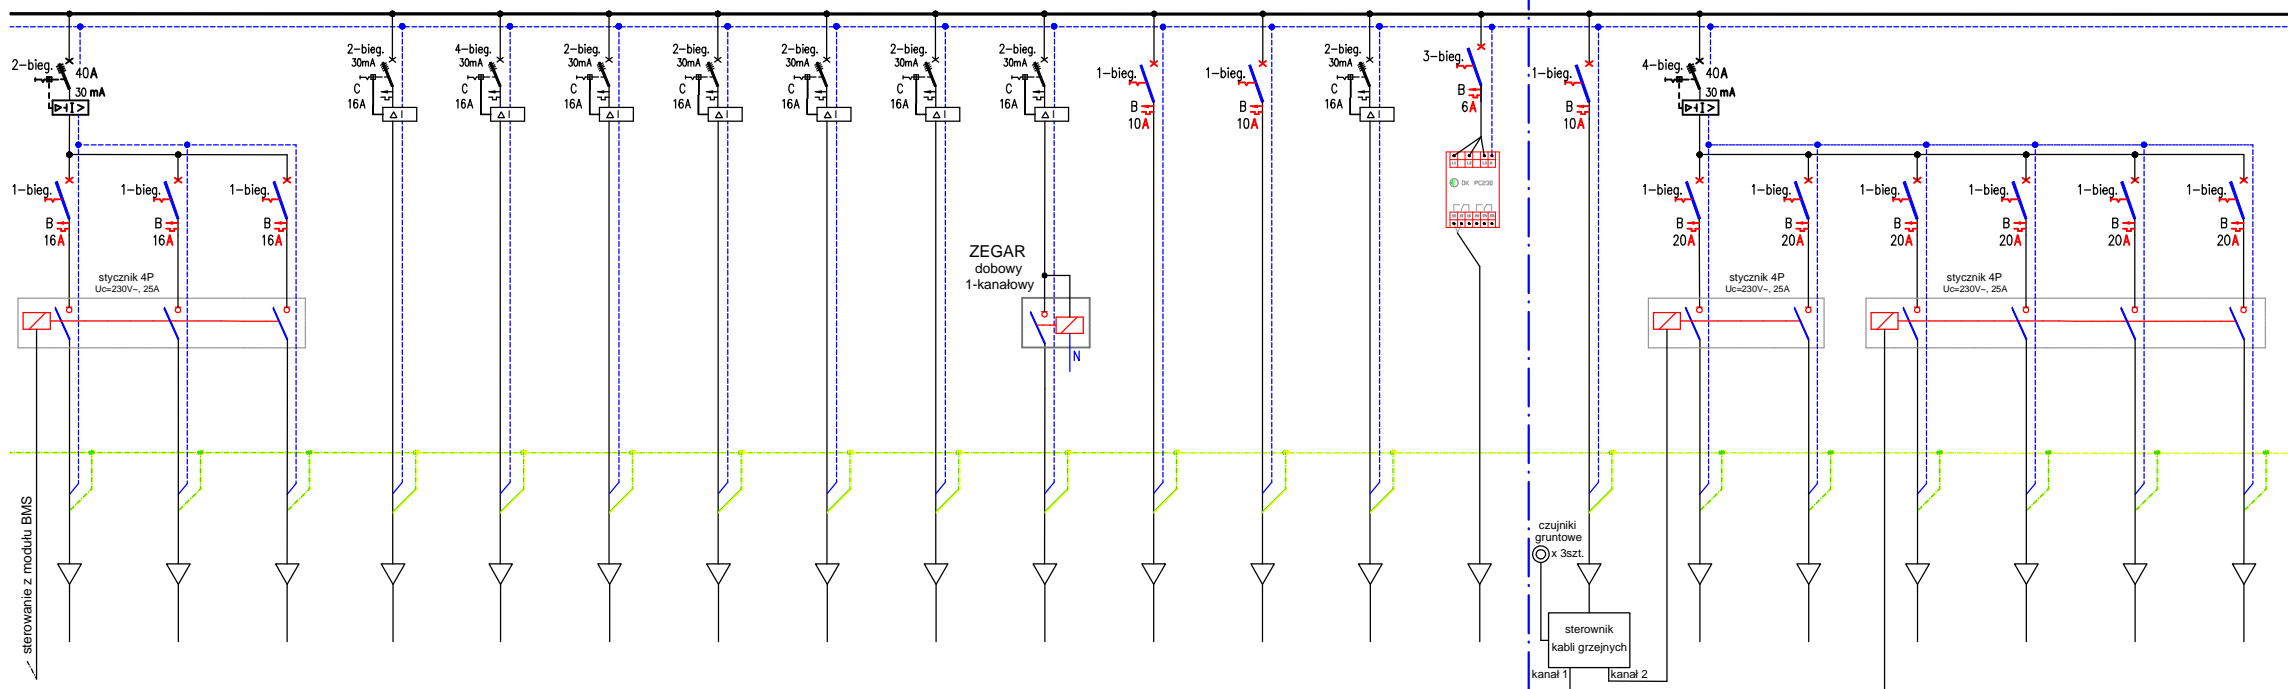 2-bieg.
40A
30 mA
2-bieg.
30mA
C
16A
4-bieg.
30mA
C
16A
2-bieg.
30mA
C
16A
2-bieg.
30mA
C
16A
2-bieg.
30mA
C
16A
2-bieg.
30mA
C
16A
2-bieg.
30mA
C
16A
1-bieg.
B
10A
1-bieg.
B
10A
2-bieg.
30mA
C
16A
3-bieg.
B
6A
1-bieg.
B
10A
4-bieg.
40A
30 mA
OK PC230
1-bieg.
B
16A
1-bieg.
B
16A
1-bieg.
B
16A
1-bieg.
B
20A
1-bieg.
B
20A
1-bieg.
B
20A
1-bieg.
B
20A
1-bieg.
B
20A
1-bieg.
B
20A
stycznik 4P
Uc=230V~, 25A
ZEGAR
dobowy
1-kanałowy
N
stycznik 4P
Uc=230V~, 25A
stycznik 4P
Uc=230V~, 25A
sterowanie z modułu BMS
czujniki
gruntowe
x 3szt.
sterownik
kabli grzejnych
kanał 1
kanał 2